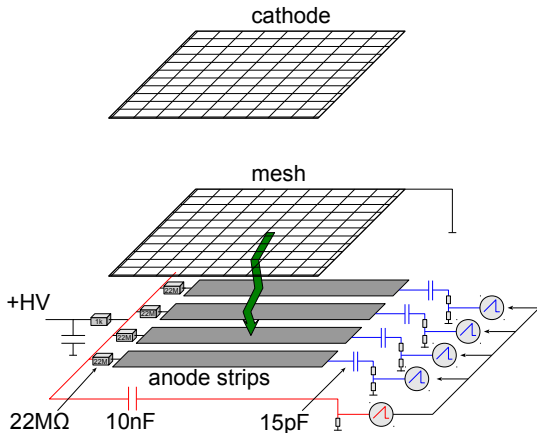 cathode
mesh
22M
+HV
22M
1k
22M
22M
anode strips
22MΩ
10nF
15pF